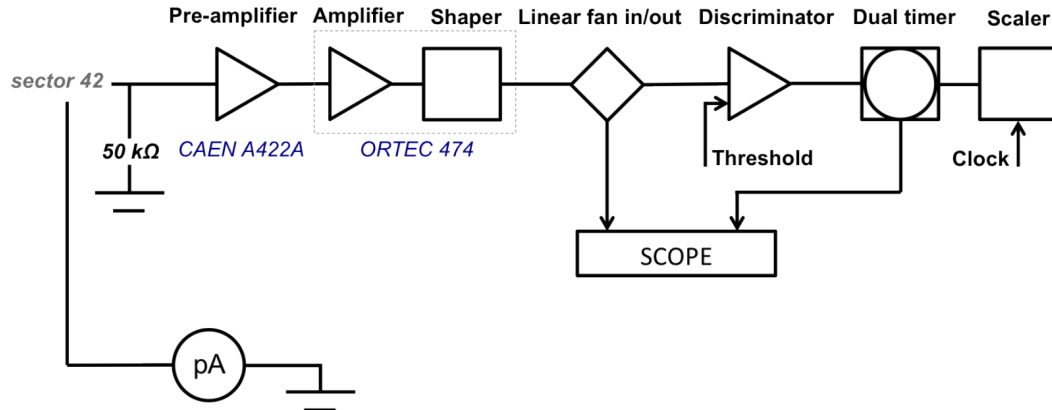 Pre-amplifier
Amplifier
Shaper
Linear fan in/out
Discriminator
Dual timer
Scaler
sector 42
50 kΩ
CAEN A422A
ORTEC 474
Threshold
Clock
SCOPE
pA